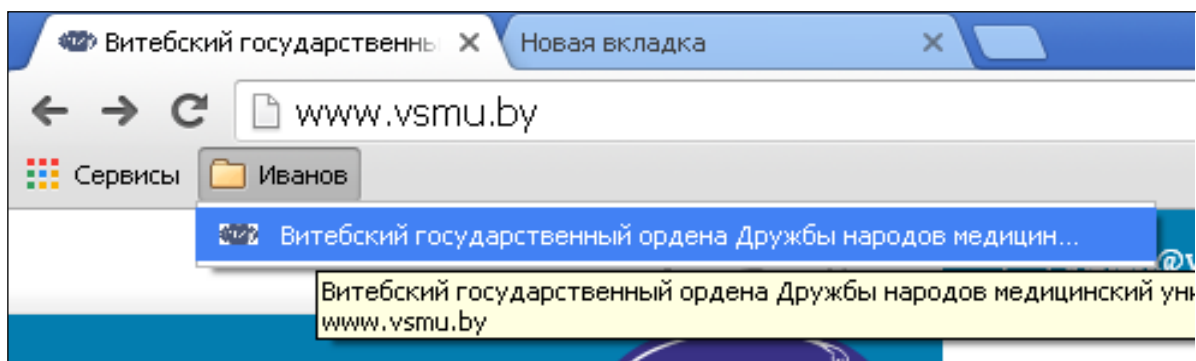 Витебский государственны
Новая вкладка
www.vsmu.by
Сервисы
Иванов
Витебский государственный ордена Дружбы народов медицин...
Витебский государственный ордена Дружбы народов медицинский
www.vsmu.by